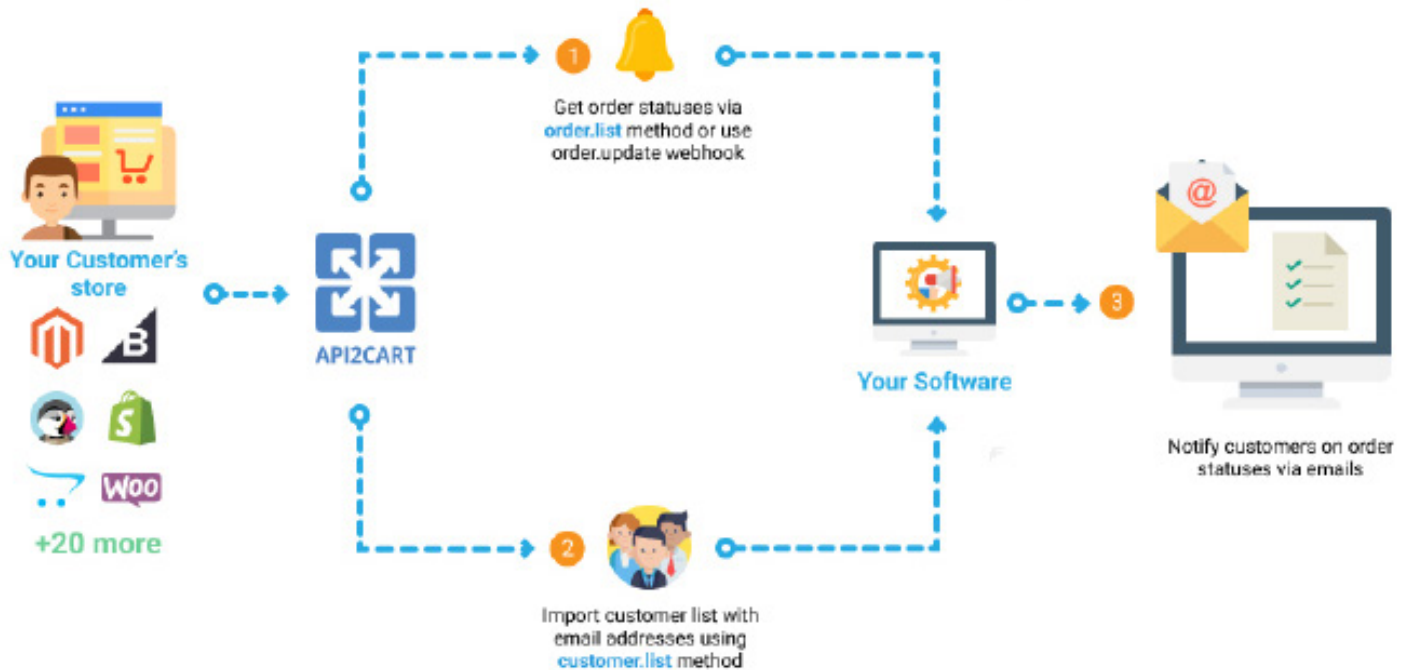 1
Get order statuses via
order.list method or use
order.update webhook
@
Your Customer's
store
B
S
WOO
+20 more
API2CART
Your Software
3
Notify customers on order
statuses via emails
2
Import customer list with
email addresses using
customer.list method